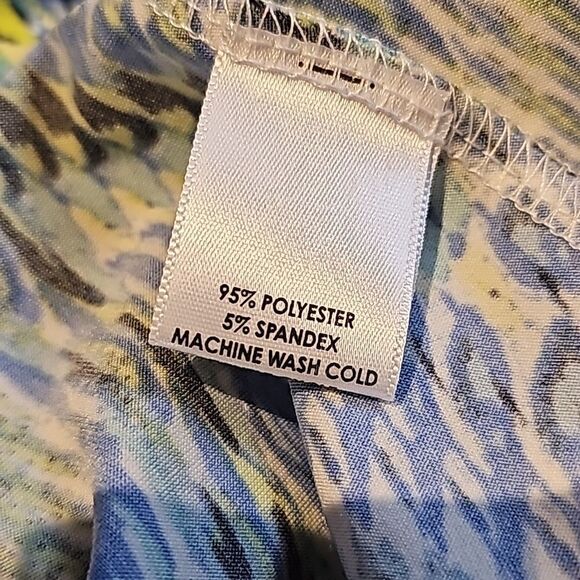 95% POLYESTER
5% SPANDEX
MACHINE WASH COLD